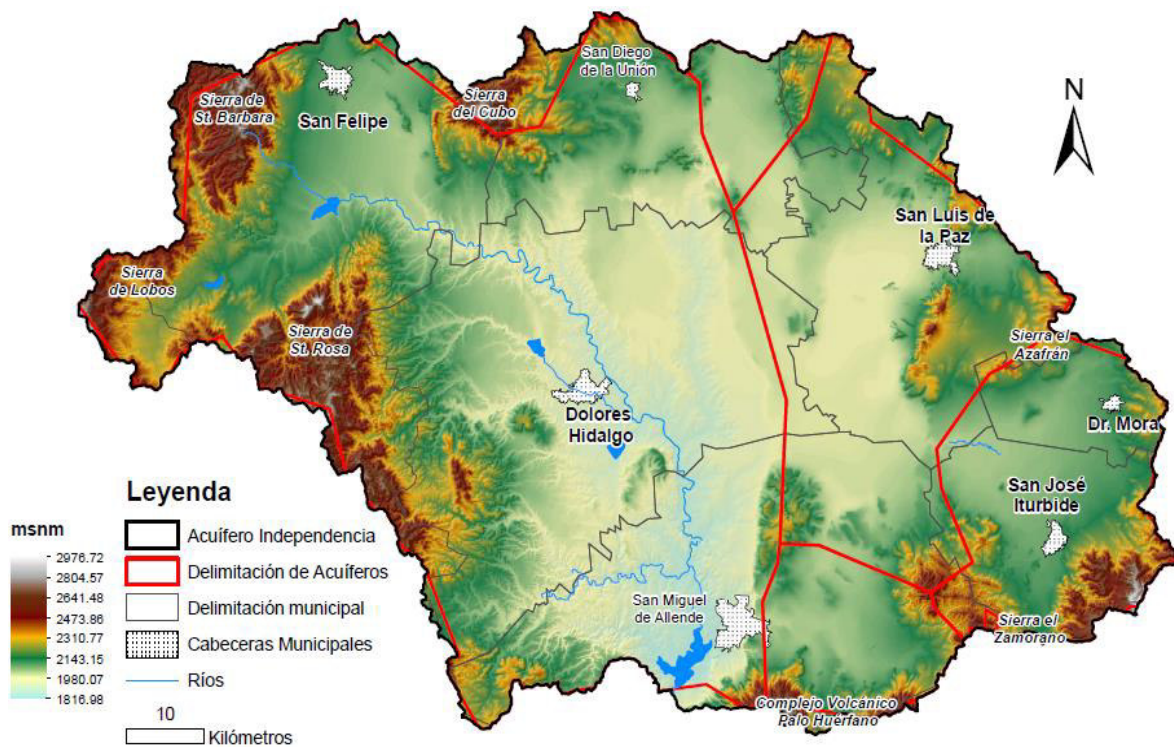 San Diego
de la Unión
N
Sierra de
St. Barbara
San Felipe
Sierra
del Cubo
San Luis de
la Paz
Sierra
de Lobos
Sierra de
St. Rosa
Sierra el
Azafrán
Dolores
Hidalgo
Dr. Mora
San José
Iturbide
San Miguel
de Allende
Sierra el
Zamorano
Complejo Volcánico
Palo Huerfano
Leyenda
msnm
2976.72
2804.57
2641.48
2473.86
2310.77
2143.15
1980.07
1816.98
Acuífero Independencia
Delimitación de Acuíferos
Delimitación municipal
Cabeceras Municipales
Ríos
10
Kilómetros